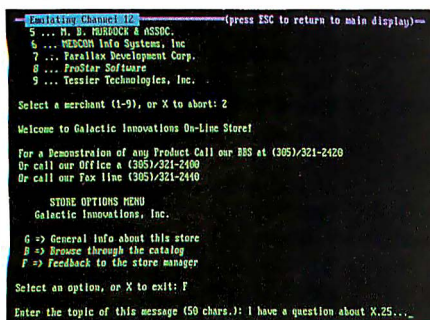 Emulating Channel 12 (press ESC to return to main display)
5 ... M. B. MURDOCK & ASSOC.
6 ... MEDCOM Info Systems, Inc
7 ... Parallax Development Corp.
8 ... ProStar Software
9 ... Tessier Technologies, Inc.
Select a merchant (1-9), or X to abort: 2
Welcome to Galactic Innovations On-Line Store!
For a Demonstraion of any Product Call our BBS at (305)/321-2420
Or call our Office a (305)/321-2400
Or call our Fax line (305)/321-2440
STORE OPTIONS MENU
Galactic Innovations, Inc.
G => General info about this store
B => Browse through the catalog
F => Feedback to the store manager
Select an option, or X to exit: F
Enter the topic of this message (50 chars.): I have a question about X.25..._